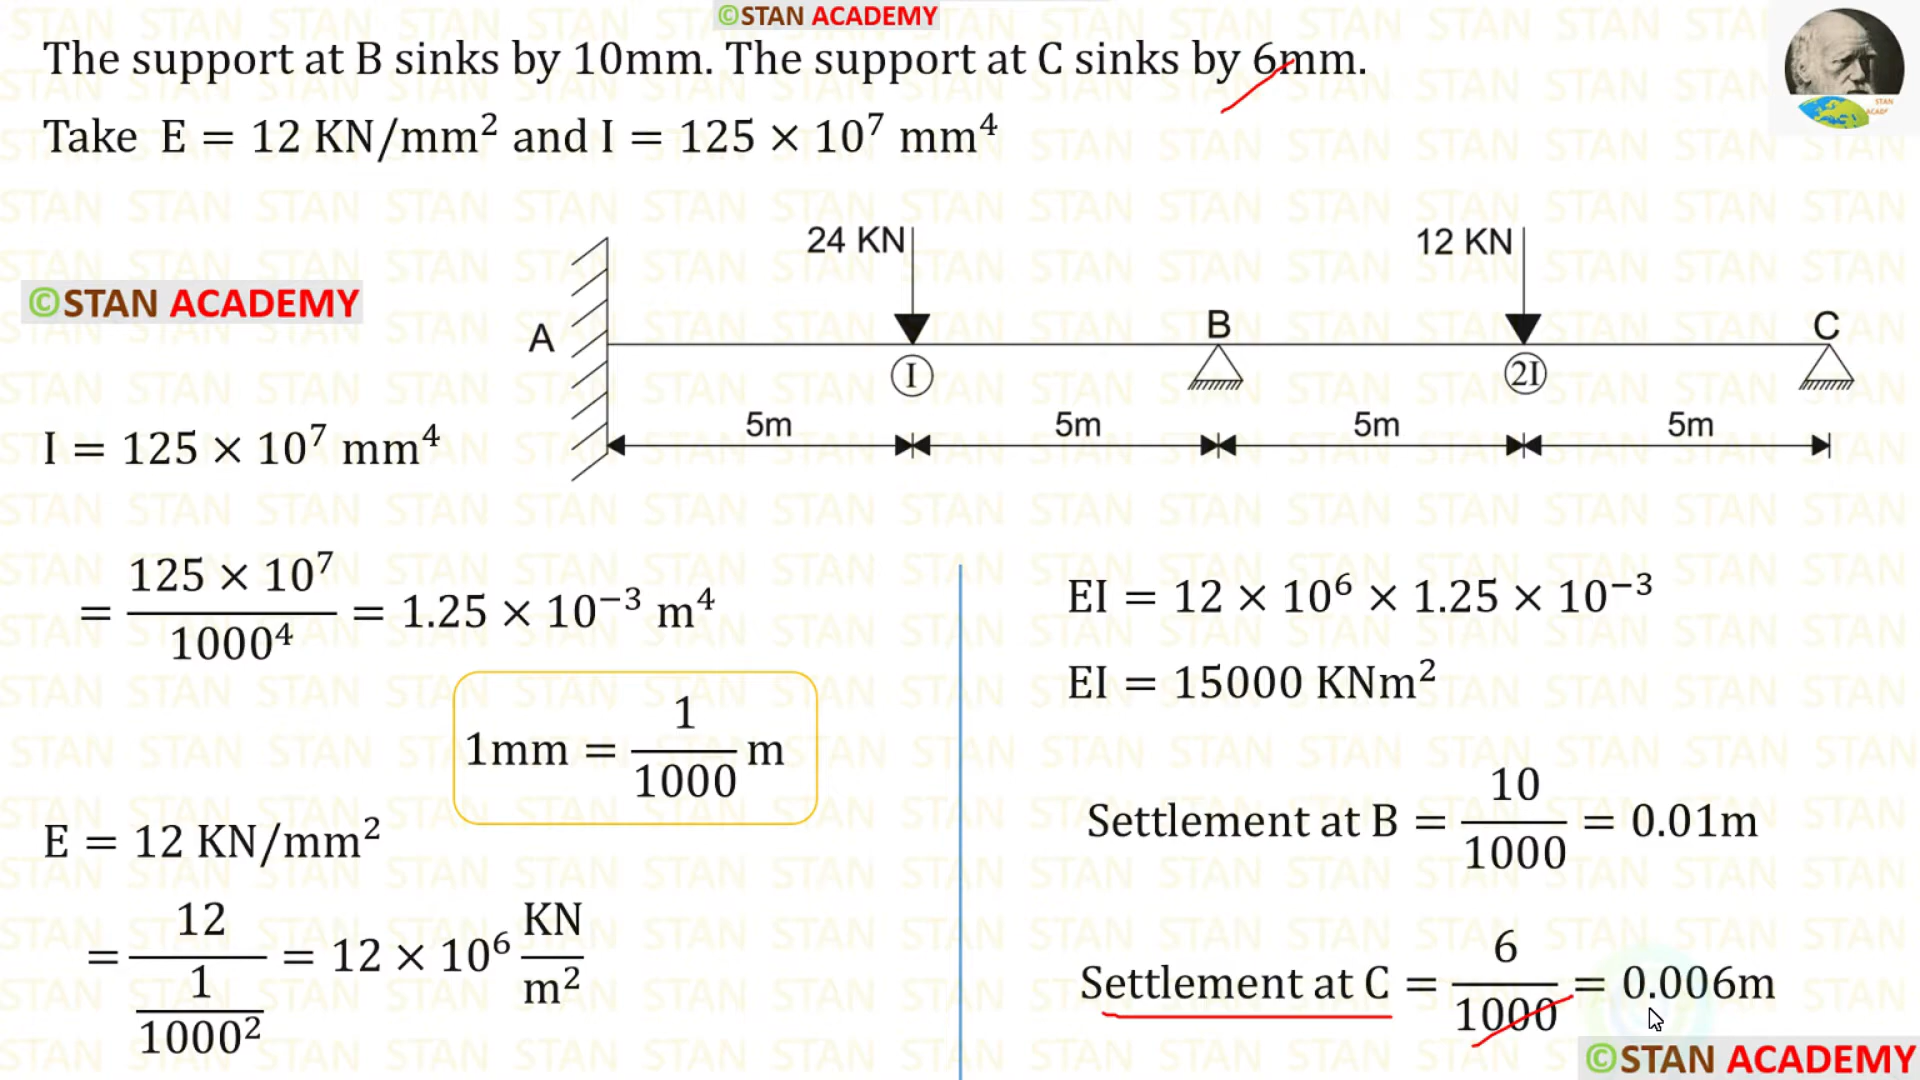 ©STAN ACADEMY
The support at B sinks by 10mm. The support at C sinks by 6mm.
Take E = 12 KN/mm² and I = 125 × 10⁷ mm⁴
STAN ACADEMY
©STAN ACADEMY
24 KN
12 KN
A
B
C
I
2I
5m 5m 5m 5m
I = 125 × 10⁷ mm⁴
= 125 × 10⁷ / 1000⁴ = 1.25 × 10⁻³ m⁴
1mm = 1/1000 m
E = 12 KN/mm²
= 12 / (1/1000²) = 12 × 10⁶ KN/m²
EI = 12 × 10⁶ × 1.25 × 10⁻³
EI = 15000 KNm²
Settlement at B = 10/1000 = 0.01m
Settlement at C = 6/1000 = 0.006m
©STAN ACADEMY